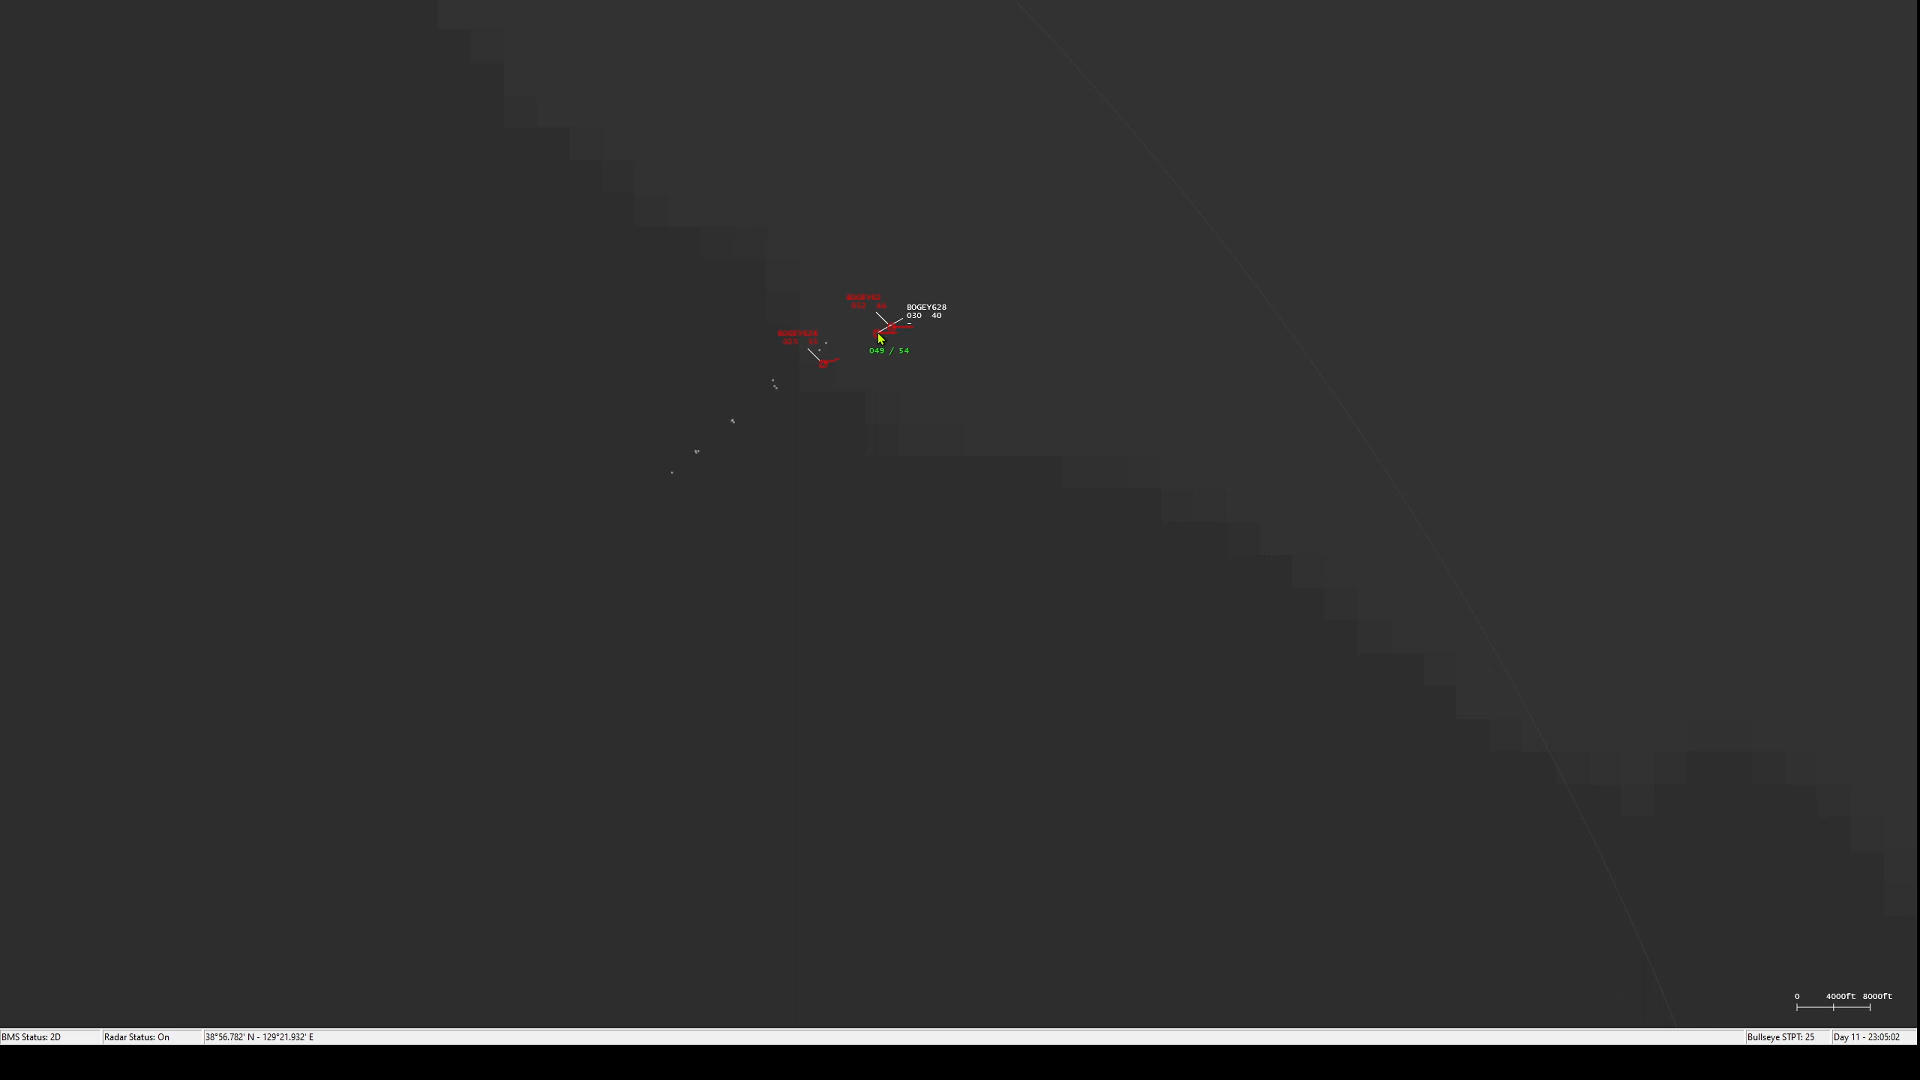 BOGEY628
030 40
049 / 54
0 4000ft 8000ft
BMS Status: 2D
Radar Status: On
38°56.782' N - 129°21.932' E
Bullseye STPT: 25
Day 11 - 23:05:02